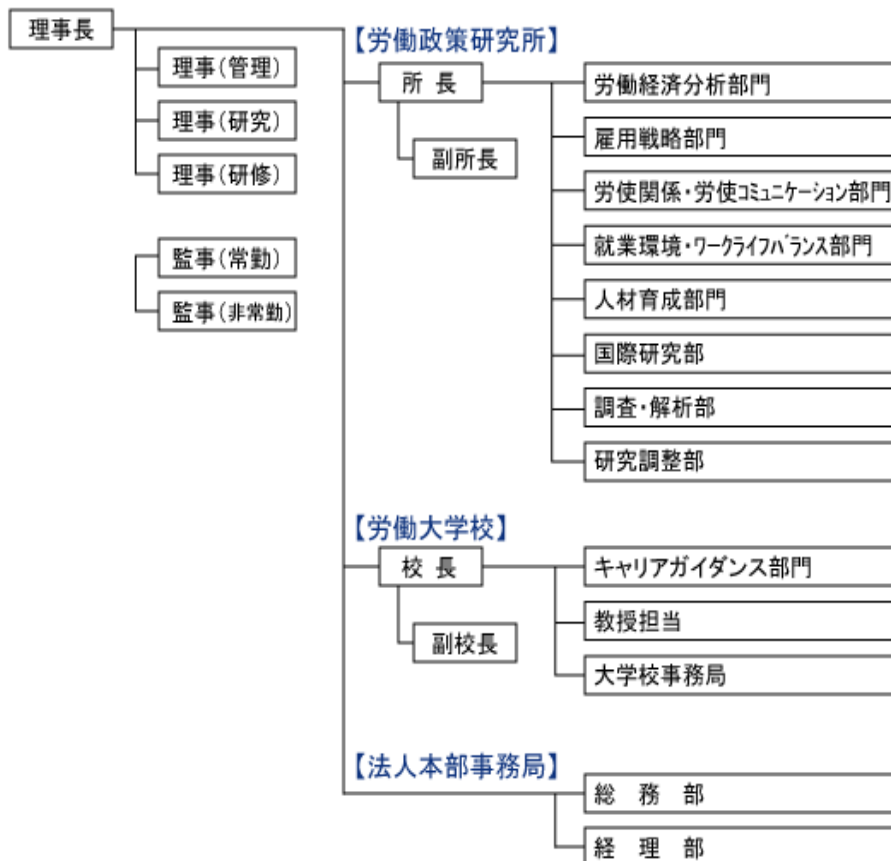 理事長
理事(管理)
理事(研究)
理事(研修)
監事(常勤)
監事(非常勤)
【労働政策研究所】
所 長
副所長
労働経済分析部門
雇用戦略部門
労使関係・労使ｺﾐｭﾆケｰｼｮﾝ部門
就業環境・ﾜｰｸﾗｲﾌﾊﾞﾗﾝｽ部門
人材育成部門
国際研究部
調査・解析部
研究調整部
【労働大学校】
校 長
副校長
キャリアガイダンス部門
教授担当
大学校事務局
【法人本部事務局】
総 務 部
経 理 部